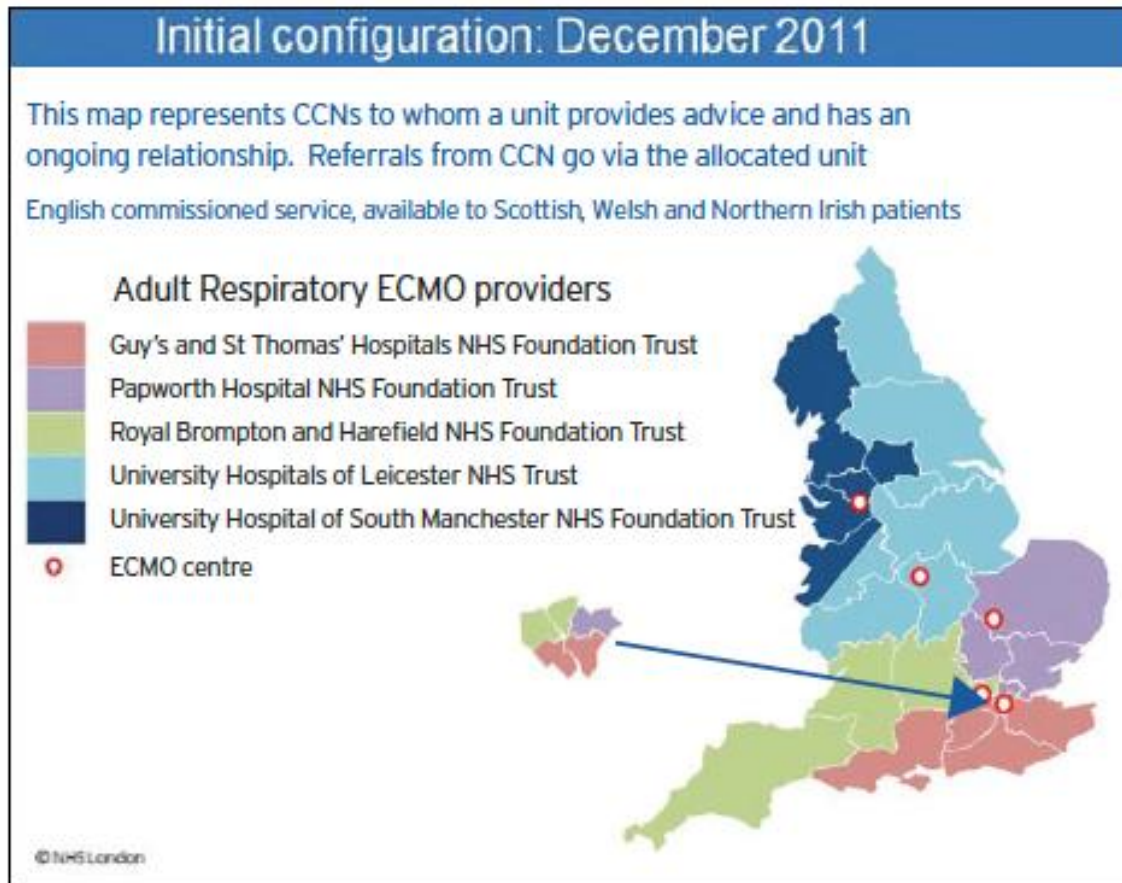 Initial configuration: December 2011
This map represents CCNs to whom a unit provides advice and has an
ongoing relationship. Referrals from CCN go via the allocated unit
English commissioned service, available to Scottish, Welsh and Northern Irish patients
Adult Respiratory ECMO providers
Guy's and St Thomas' Hospitals NHS Foundation Trust
Papworth Hospital NHS Foundation Trust
Royal Brompton and Harefield NHS Foundation Trust
University Hospitals of Leicester NHS Trust
University Hospital of South Manchester NHS Foundation Trust
ECMO centre
© NHS London